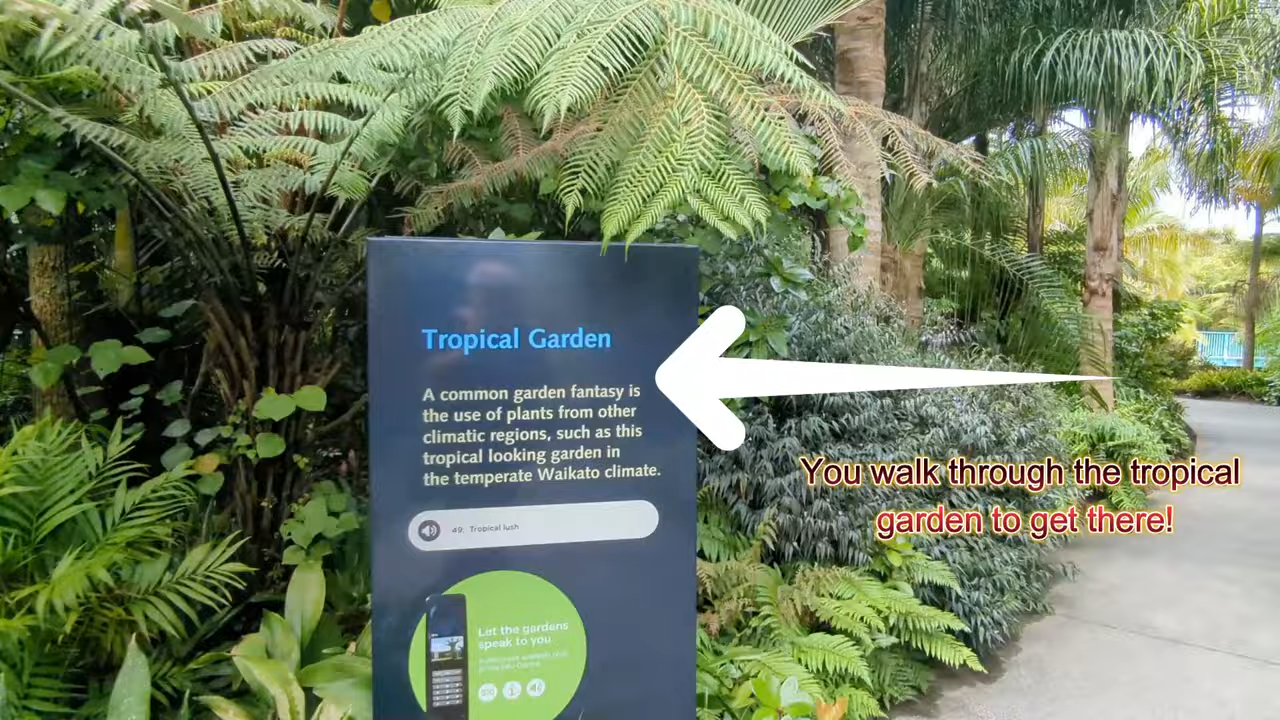 Tropical Garden
A common garden fantasy is
the use of plants from other
climatic regions, such as this
tropical looking garden in
the temperate Waikato climate.
49. Tropical lush
You walk through the tropical
garden to get there!
Let the gardens
speak to you